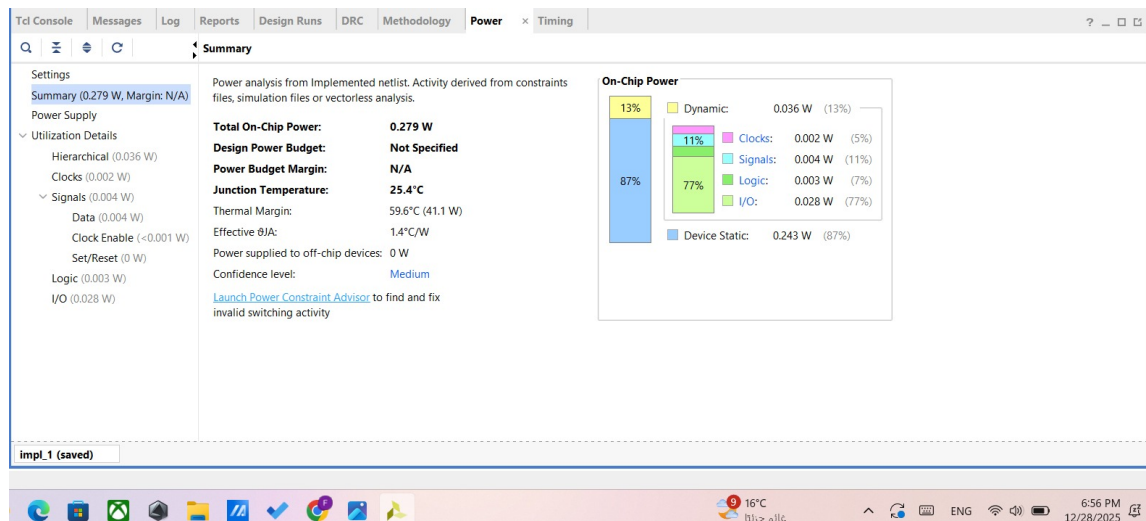 Tcl Console Messages Log Reports Design Runs DRC Methodology Power × Timing ? _
Summary
Settings
Summary (0.279 W, Margin: N/A)
Power Supply
Utilization Details
Hierarchical (0.036 W)
Clocks (0.002 W)
Signals (0.004 W)
Data (0.004 W)
Clock Enable (<0.001 W)
Set/Reset (0 W)
Logic (0.003 W)
I/O (0.028 W)
Power analysis from Implemented netlist. Activity derived from constraints
files, simulation files or vectorless analysis.
Total On-Chip Power: 0.279 W
Design Power Budget: Not Specified
Power Budget Margin: N/A
Junction Temperature: 25.4°C
Thermal Margin: 59.6°C (41.1 W)
Effective ϑJA: 1.4°C/W
Power supplied to off-chip devices: 0 W
Confidence level: Medium
Launch Power Constraint Advisor to find and fix
invalid switching activity
On-Chip Power
13% Dynamic: 0.036 W (13%)
11% Clocks: 0.002 W (5%)
Signals: 0.004 W (11%)
87% 77% Logic: 0.003 W (7%)
I/O: 0.028 W (77%)
Device Static: 0.243 W (87%)
impl_1 (saved)
F
9 16°C
غائم جزئيًا
ENG
6:56 PM
12/28/2025